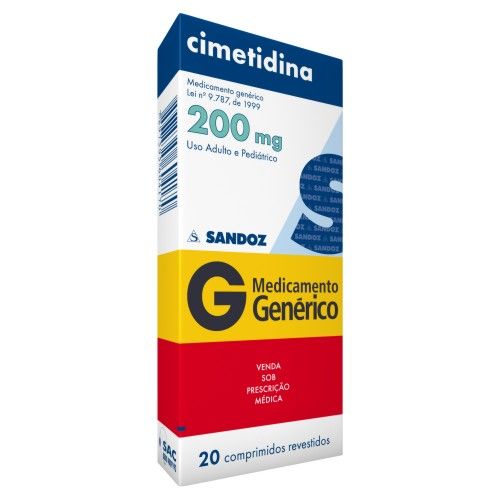 cimetidina
Medicamento genérico
Lei nº 9.787, de 1999
200 mg
Uso Adulto e Pediátrico
S SANDOZ
S
G Medicamento
Genérico
VENDA
SOB
PRESCRIÇÃO
MÉDICA
20 comprimidos revestidos
SAC